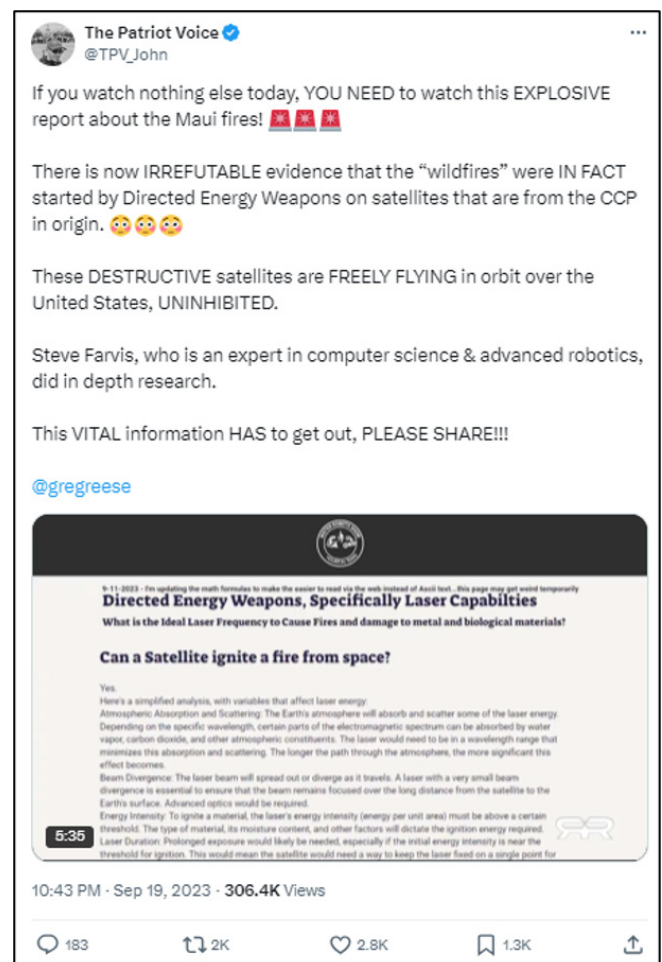 The Patriot Voice
@TPV_John
If you watch nothing else today, YOU NEED to watch this EXPLOSIVE
report about the Maui fires! 🚨🚨🚨
There is now IRREFUTABLE evidence that the “wildfires” were IN FACT
started by Directed Energy Weapons on satellites that are from the CCP
in origin. 😳😳😳
These DESTRUCTIVE satellites are FREELY FLYING in orbit over the
United States, UNINHIBITED.
Steve Farvis, who is an expert in computer science & advanced robotics,
did in depth research.
This VITAL information HAS to get out, PLEASE SHARE!!!
@gregreese
9-11-2023 - I'm updating the math formulas to make the easier to read via the web instead of Ascii text...this page may get weird temporarily
Directed Energy Weapons, Specifically Laser Capabilties
What is the Ideal Laser Frequency to Cause Fires and damage to metal and biological materials?
Can a Satellite ignite a fire from space?
Yes.
Here's a simplified analysis, with variables that affect laser energy:
Atmospheric Absorption and Scattering: The Earth's atmosphere will absorb and scatter some of the laser energy.
Depending on the specific wavelength, certain parts of the electromagnetic spectrum can be absorbed by water
vapor, carbon dioxide, and other atmospheric constituents. The laser would need to be in a wavelength range that
minimizes this absorption and scattering. The longer the path through the atmosphere, the more significant this
effect becomes.
Beam Divergence: The laser beam will spread out or diverge as it travels. A laser with a very small beam
divergence is essential to ensure that the beam remains focused over the long distance from the satellite to the
Earth's surface. Advanced optics would be required.
Energy Intensity: To ignite a material, the laser's energy intensity (energy per unit area) must be above a certain
threshold. The type of material, its moisture content, and other factors will dictate the ignition energy required.
Laser Duration: Prolonged exposure would likely be needed, especially if the initial energy intensity is near the
threshold for ignition. This would mean the satellite would need a way to keep the laser fixed on a single point for
5:35
10:43 PM · Sep 19, 2023 · 306.4K Views
183 2K 2.8K 1.3K